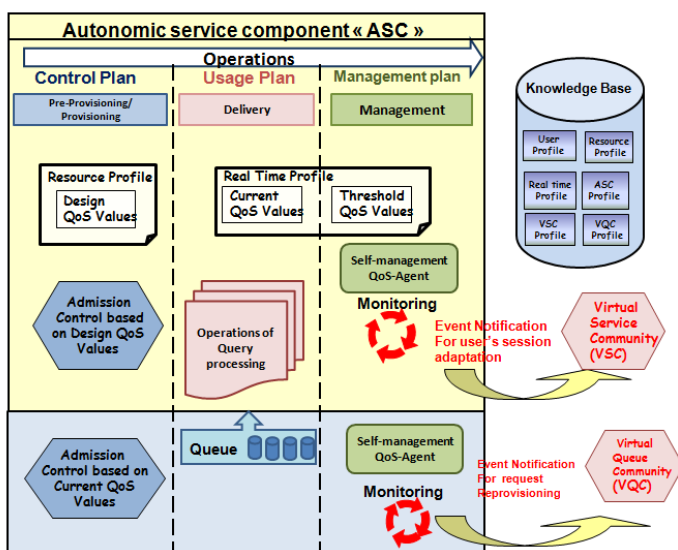 Autonomic service component « ASC »
Operations
Control Plan
Usage Plan
Management plan
Pre-Provisioning/
Provisioning
Delivery
Management
Knowledge Base
User
Profile
Resource
Profile
Real time
Profile
ASC
Profile
VSC
Profile
VQC
Profile
Resource Profile
Design
QoS Values
Real Time Profile
Current
QoS Values
Threshold
QoS Values
Self-management
QoS-Agent
Monitoring
Admission
Control based
on Design QoS
Values
Operations of
Query
processing
Event Notification
For user's session
adaptation
Virtual
Service
Community
(VSC)
Queue
Admission
Control based on
Current QoS
Values
Self-management
QoS-Agent
Monitoring
Event Notification
For request
Reprovisioning
Virtual
Queue
Community
(VQC)